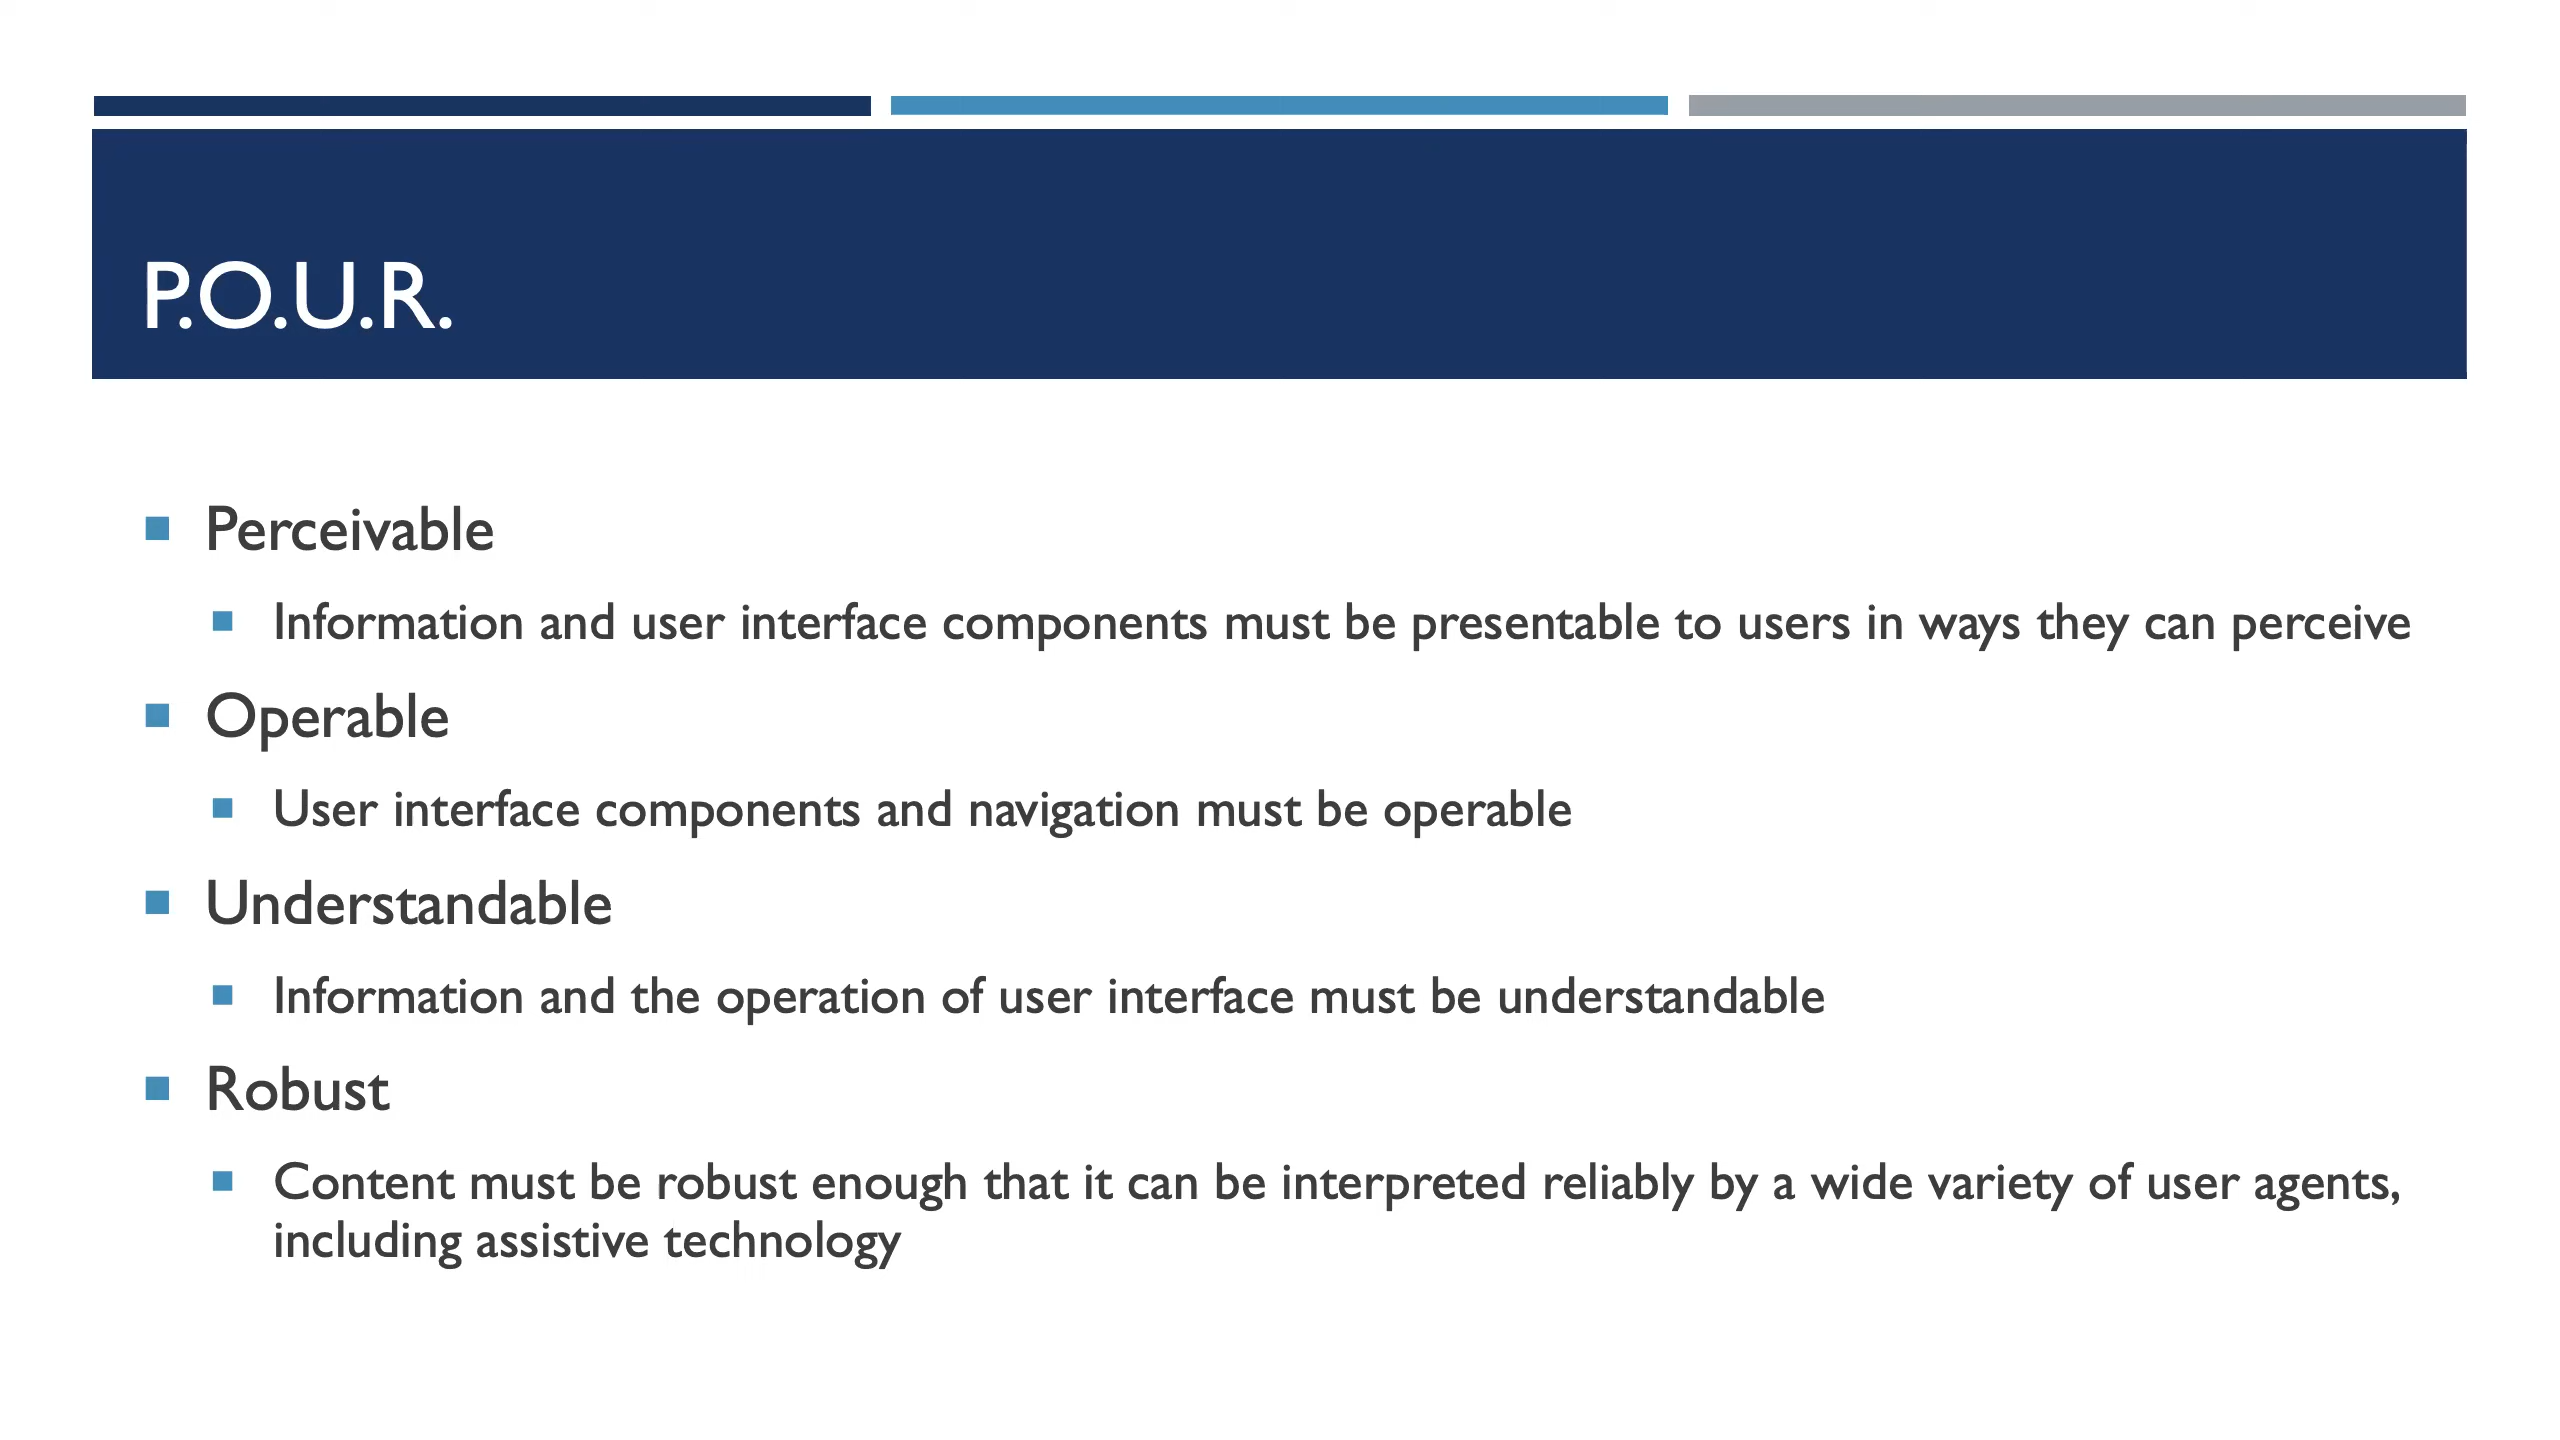 P.O.U.R.
Perceivable
Information and user interface components must be presentable to users in ways they can perceive
Operable
User interface components and navigation must be operable
Understandable
Information and the operation of user interface must be understandable
Robust
Content must be robust enough that it can be interpreted reliably by a wide variety of user agents,
including assistive technology